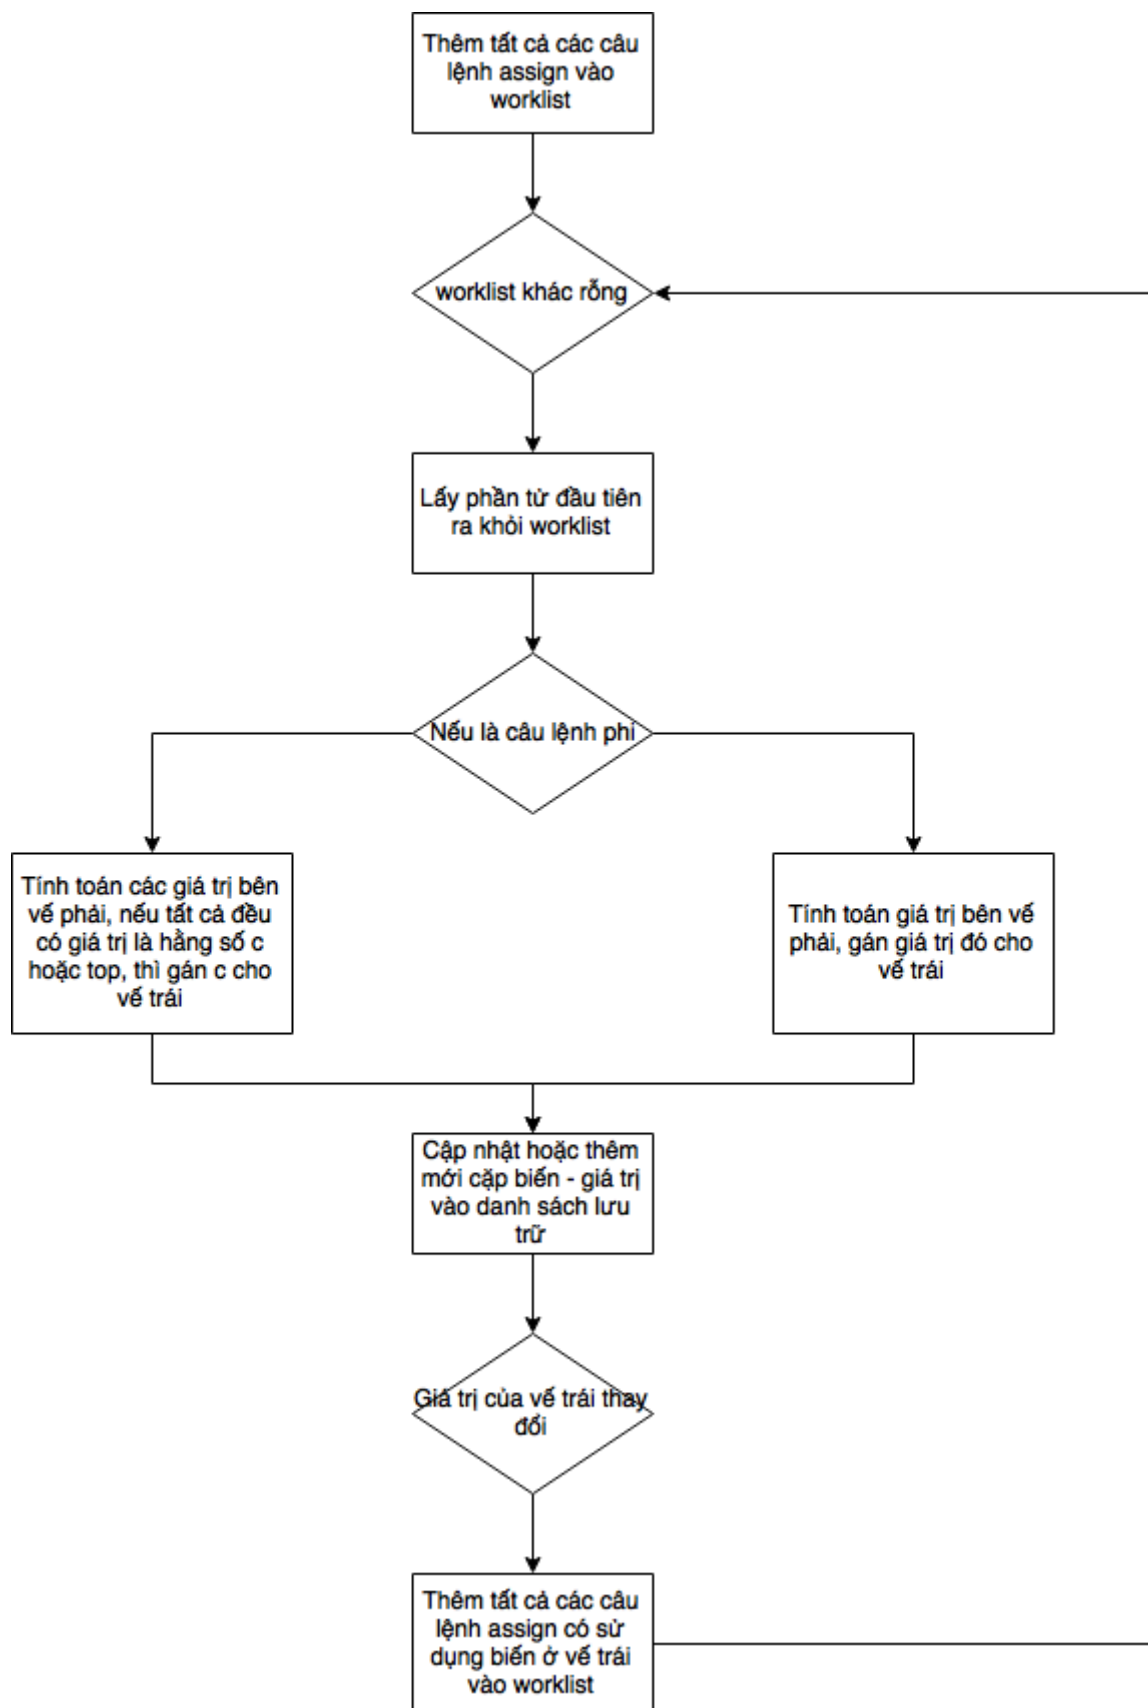 Thêm tất cả các câu
lệnh assign vào
worklist
worklist khác rỗng
Lấy phần tử đầu tiên
ra khỏi worklist
Nếu là câu lệnh phi
Tính toán các giá trị bên
vế phải, nếu tất cả đều
có giá trị là hằng số c
hoặc top, thì gán c cho
vế trái
Tính toán giá trị bên vế
phải, gán giá trị đó cho
vế trái
Cập nhật hoặc thêm
mới cặp biến - giá trị
vào danh sách lưu
trữ
Giá trị của vế trái thay
đổi
Thêm tất cả các câu
lệnh assign có sử
dụng biến ở vế trái
vào worklist